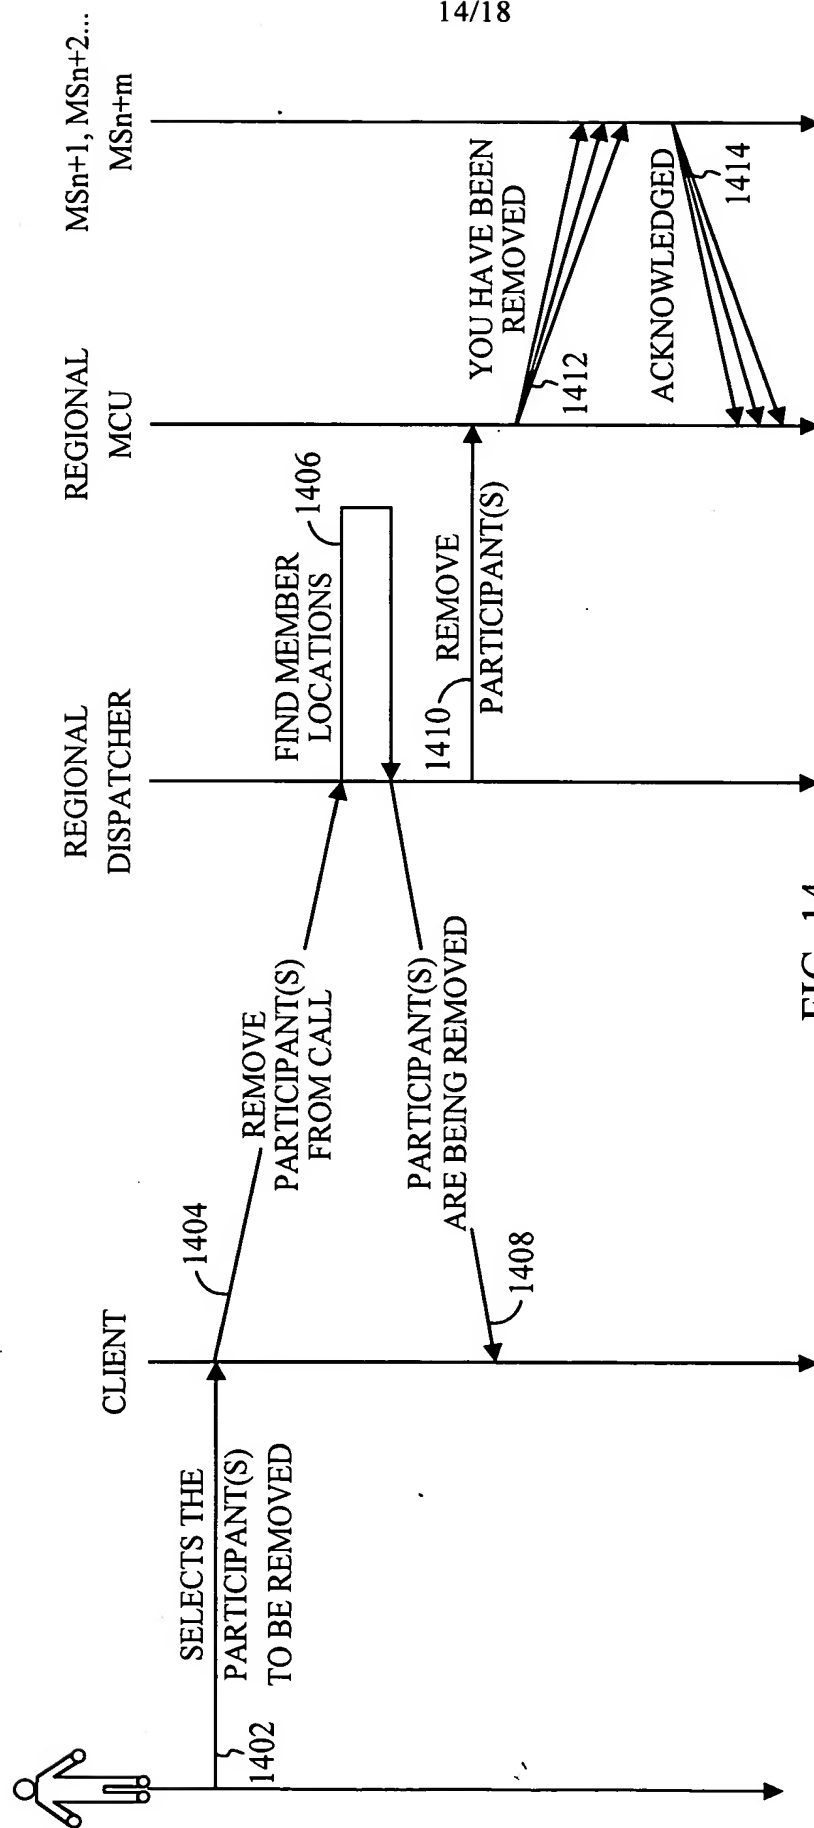 14/18
CLIENT
REGIONAL
DISPATCHER
REGIONAL
MCU
MSn+1, MSn+2...
MSn+m
SELECTS THE
PARTICIPANT(S)
TO BE REMOVED
1402
1404
REMOVE
PARTICIPANT(S)
FROM CALL
FIND MEMBER
LOCATIONS
1406
PARTICIPANT(S)
ARE BEING REMOVED
1408
1410
REMOVE
PARTICIPANT(S)
YOU HAVE BEEN
REMOVED
1412
ACKNOWLEDGED
1414
FIG. 14